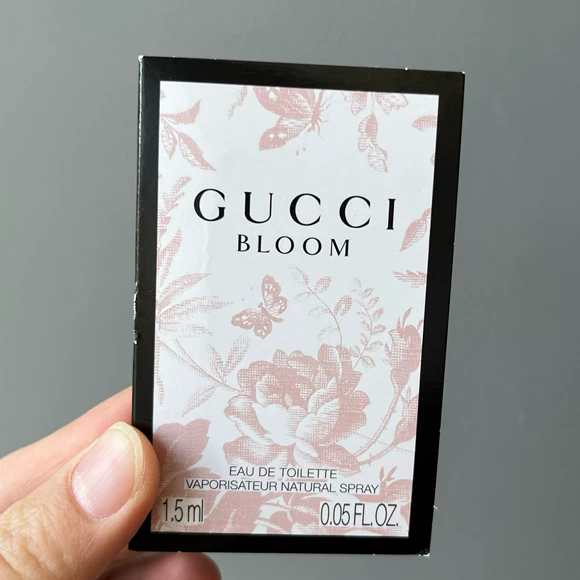 GUCCI
BLOOM
EAU DE TOILETTE
VAPORISATEUR NATURAL SPRAY
1.5 ml 0.05 FL.OZ.